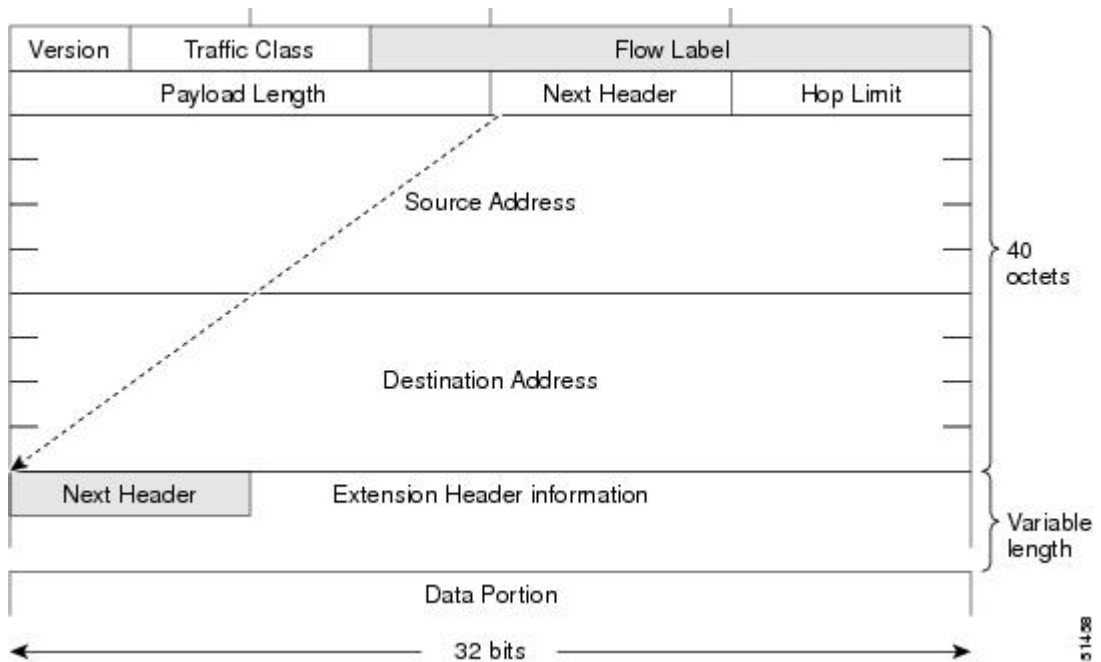 Version Traffic Class Flow Label
Payload Length Next Header Hop Limit
Source Address
40
octets
Destination Address
Next Header Extension Header information
Variable
length
Data Portion
32 bits
51458